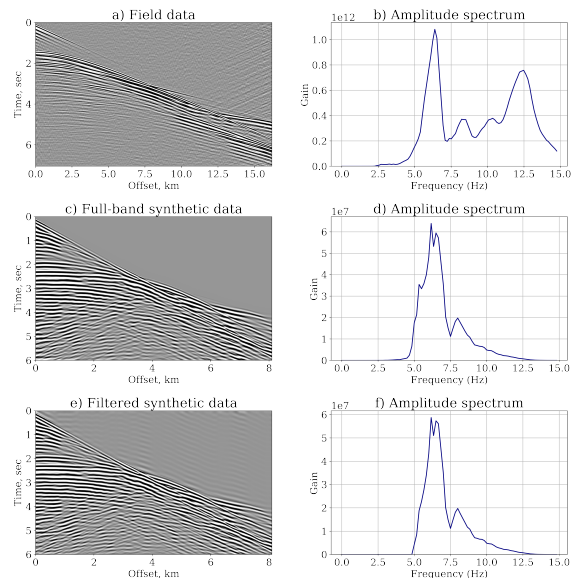 a) Field data
0
2
4
6
Time, sec
0.0 2.5 5.0 7.5 10.0 12.5 15.0
Offset, km
b) Amplitude spectrum
1e12
1.0
0.8
0.6
0.4
0.2
0.0
Gain
0.0 2.5 5.0 7.5 10.0 12.5 15.0
Frequency (Hz)
c) Full-band synthetic data
0
1
2
3
4
5
6
Time, sec
0 2 4 6 8
Offset, km
d) Amplitude spectrum
1e7
6
5
4
3
2
1
0
Gain
0.0 2.5 5.0 7.5 10.0 12.5 15.0
Frequency (Hz)
e) Filtered synthetic data
0
1
2
3
4
5
6
Time, sec
0 2 4 6 8
Offset, km
f) Amplitude spectrum
1e7
6
5
4
3
2
1
0
Gain
0.0 2.5 5.0 7.5 10.0 12.5 15.0
Frequency (Hz)